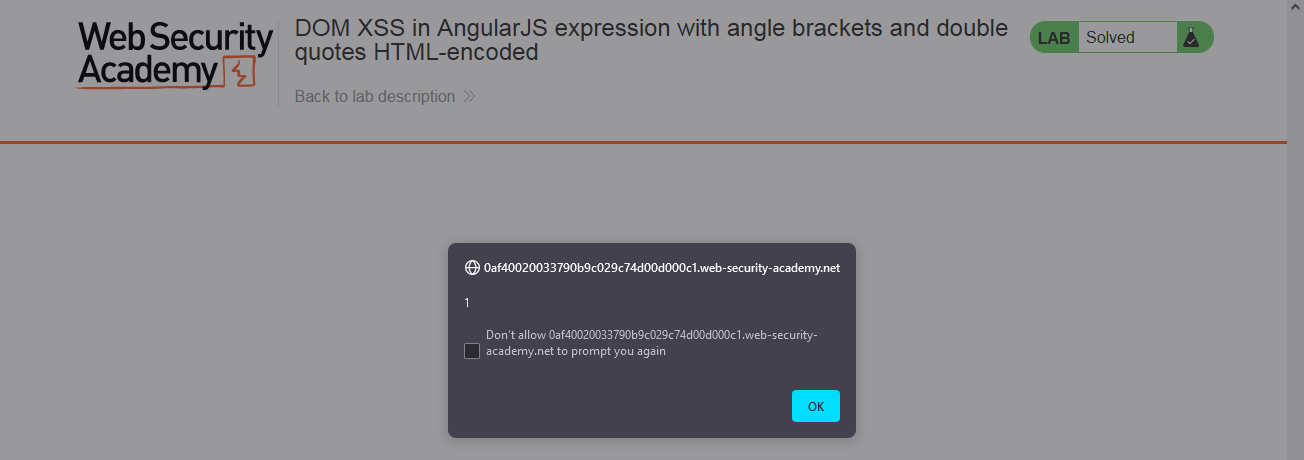 Web Security
Academy
DOM XSS in AngularJS expression with angle brackets and double
quotes HTML-encoded
Back to lab description
LAB Solved
0af40020033790b9c029c74d00d000c1.web-security-academy.net
1
Don't allow 0af40020033790b9c029c74d00d000c1.web-security-
academy.net to prompt you again
OK